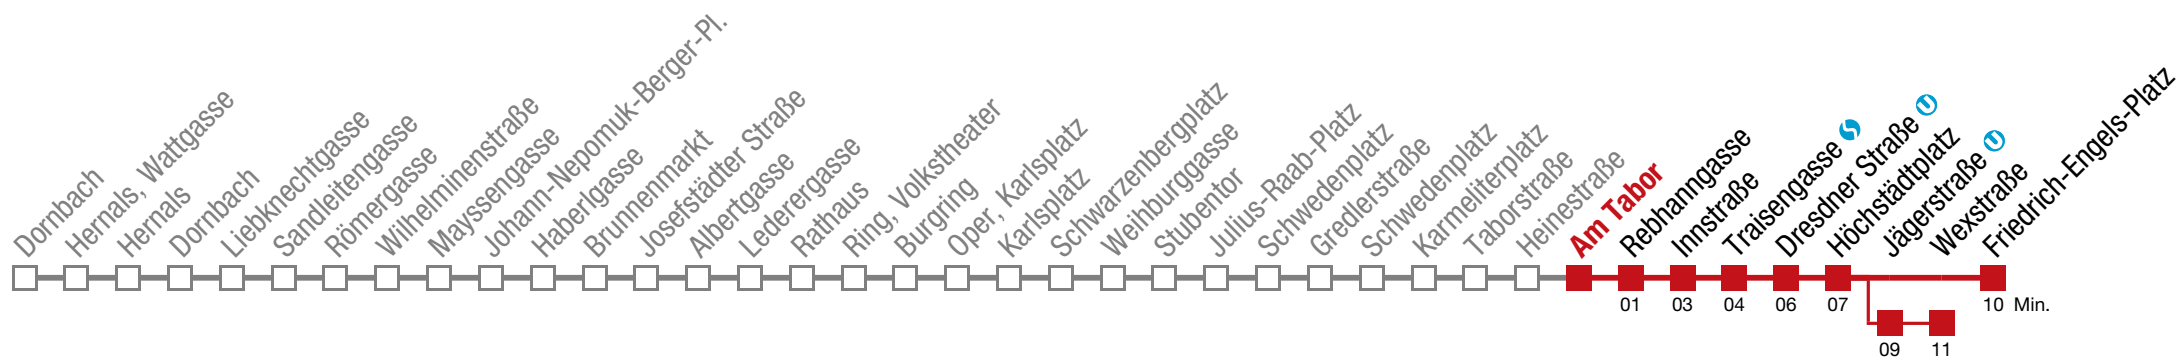 Dornbach
Hernals, Wattgasse
Hernals
Dornbach
Liebknechtgasse
Sandleitengasse
Römergasse
Wilhelminenstraße
Mayssengasse
Johann-Nepomuk-Berger-Pl.
Haberlgasse
Brunnenmarkt
Josefstädter Straße
Albertgasse
Lederergasse
Rathaus
Ring, Volkstheater
Burgring
Oper, Karlsplatz
Karlsplatz
Schwarzenbergplatz
Weihburggasse
Stubentor
Julius-Raab-Platz
Schwedenplatz
Gredlerstraße
Schwedenplatz
Karmeliterplatz
Taborstraße
Heinestraße
Am Tabor
Rebhanngasse
Innstraße
Traisengasse S
Dresdner Straße U
Höchstädtplatz
Jägerstraße U
Wexstraße
Friedrich-Engels-Platz
01 03 04 06 07 10 Min.
09 11